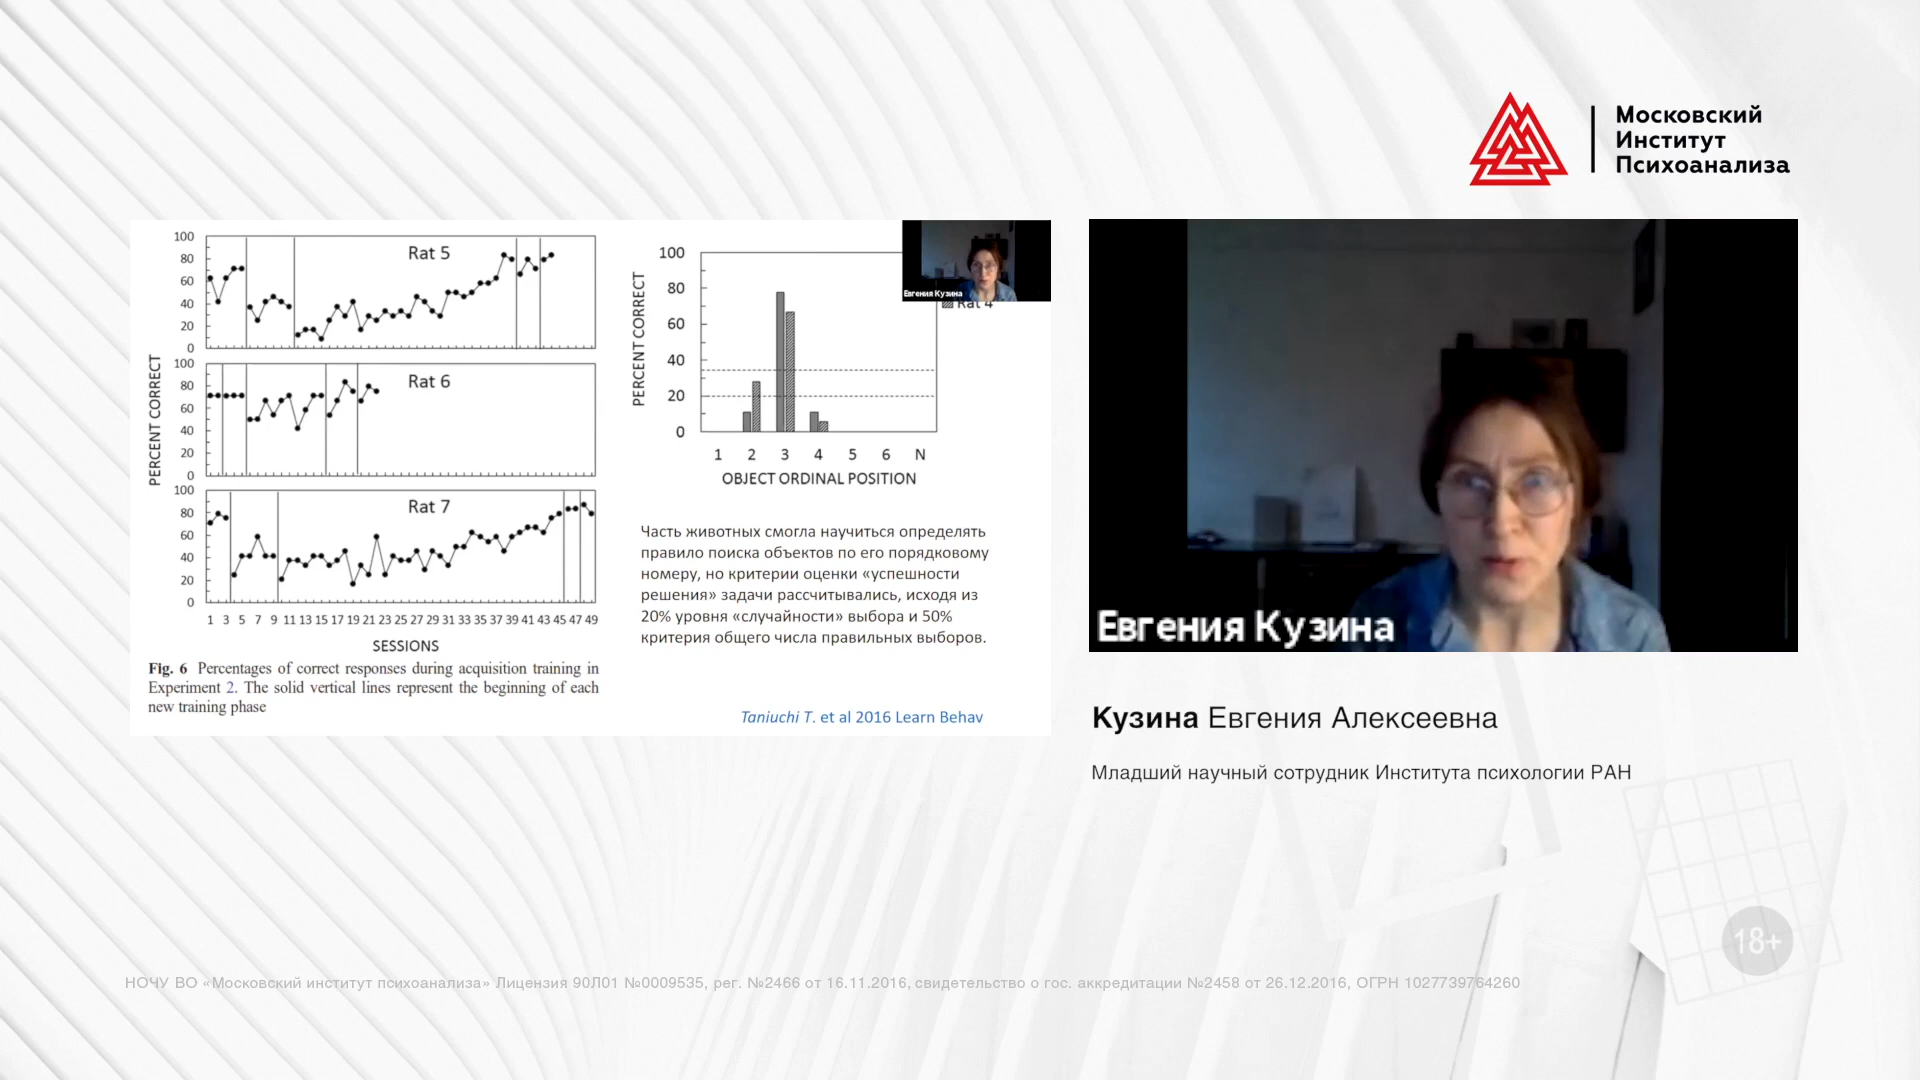 Московский
Институт
Психоанализа
100
80
60
40
20
0
Rat 5
100
80
60
40
20
0
Rat 6
100
80
60
40
20
0
Rat 7
PERCENT CORRECT
1 3 5 7 9 11 13 15 17 19 21 23 25 27 29 31 33 35 37 39 41 43 45 47 49
SESSIONS
Fig. 6 Percentages of correct responses during acquisition training in
Experiment 2. The solid vertical lines represent the beginning of each
new training phase
100
80
60
40
20
0
PERCENT CORRECT
1 2 3 4 5 6 N
OBJECT ORDINAL POSITION
Евгения Кузина
Rat 4
Часть животных смогла научиться определять
правило поиска объектов по его порядковому
номеру, но критерии оценки «успешности
решения» задачи рассчитывались, исходя из
20% уровня «случайности» выбора и 50%
критерия общего числа правильных выборов.
Taniuchi T. et al 2016 Learn Behav
Евгения Кузина
Кузина Евгения Алексеевна
Младший научный сотрудник Института психологии РАН
18+
НОЧУ ВО «Московский институт психоанализа» Лицензия 90Л01 №0009535, рег. №2466 от 16.11.2016, свидетельство о гос. аккредитации №2458 от 26.12.2016, ОГРН 1027739764260